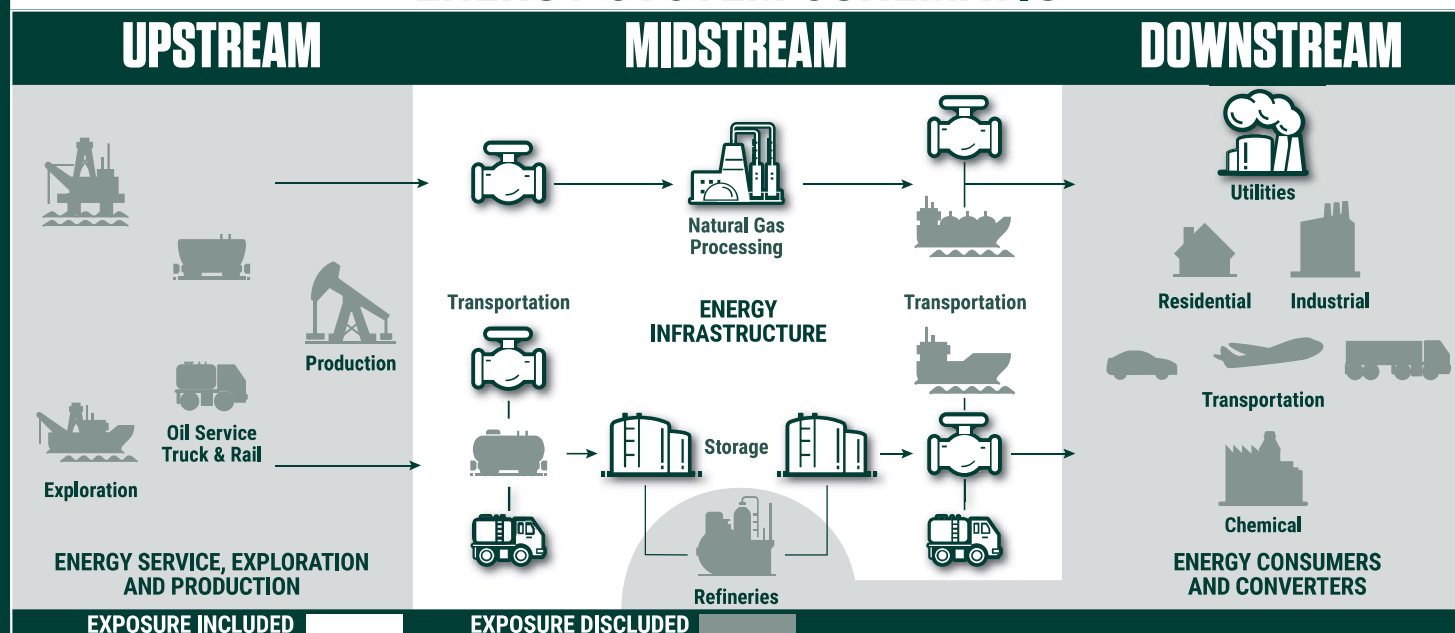 UPSTREAM
MIDSTREAM
DOWNSTREAM
Utilities
Natural Gas
Processing
Residential
Industrial
Transportation
ENERGY
INFRASTRUCTURE
Transportation
Production
Transportation
Oil Service
Truck & Rail
Storage
Exploration
Chemical
ENERGY SERVICE, EXPLORATION
AND PRODUCTION
Refineries
ENERGY CONSUMERS
AND CONVERTERS
EXPOSURE INCLUDED
EXPOSURE DISCLUDED